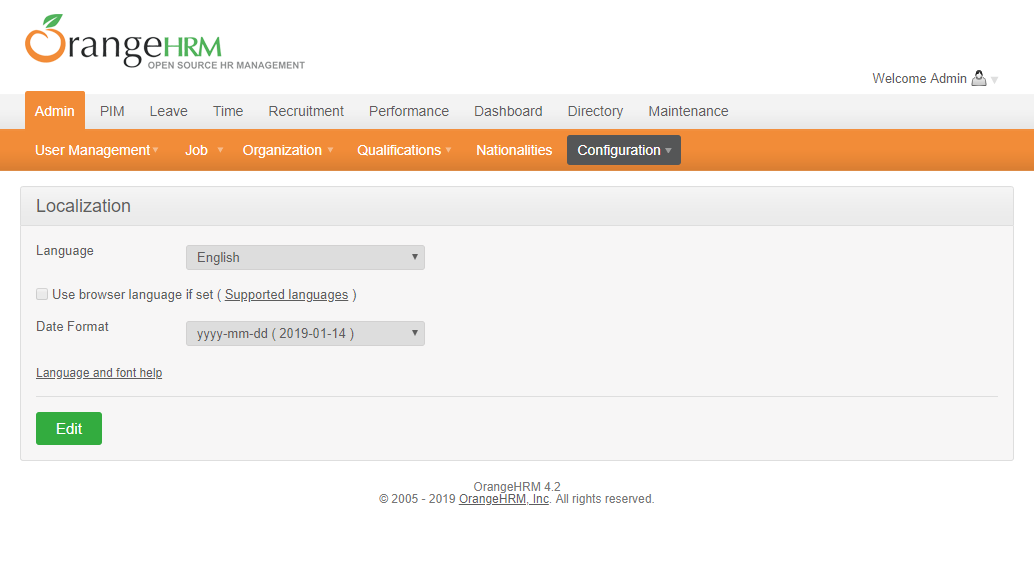 OrangeHRM
OPEN SOURCE HR MANAGEMENT
Welcome Admin
Admin PIM Leave Time Recruitment Performance Dashboard Directory Maintenance
User Management Job Organization Qualifications Nationalities Configuration
Localization
Language English
Use browser language if set ( Supported languages )
Date Format yyyy-mm-dd ( 2019-01-14 )
Language and font help
Edit
OrangeHRM 4.2
© 2005 - 2019 OrangeHRM, Inc. All rights reserved.